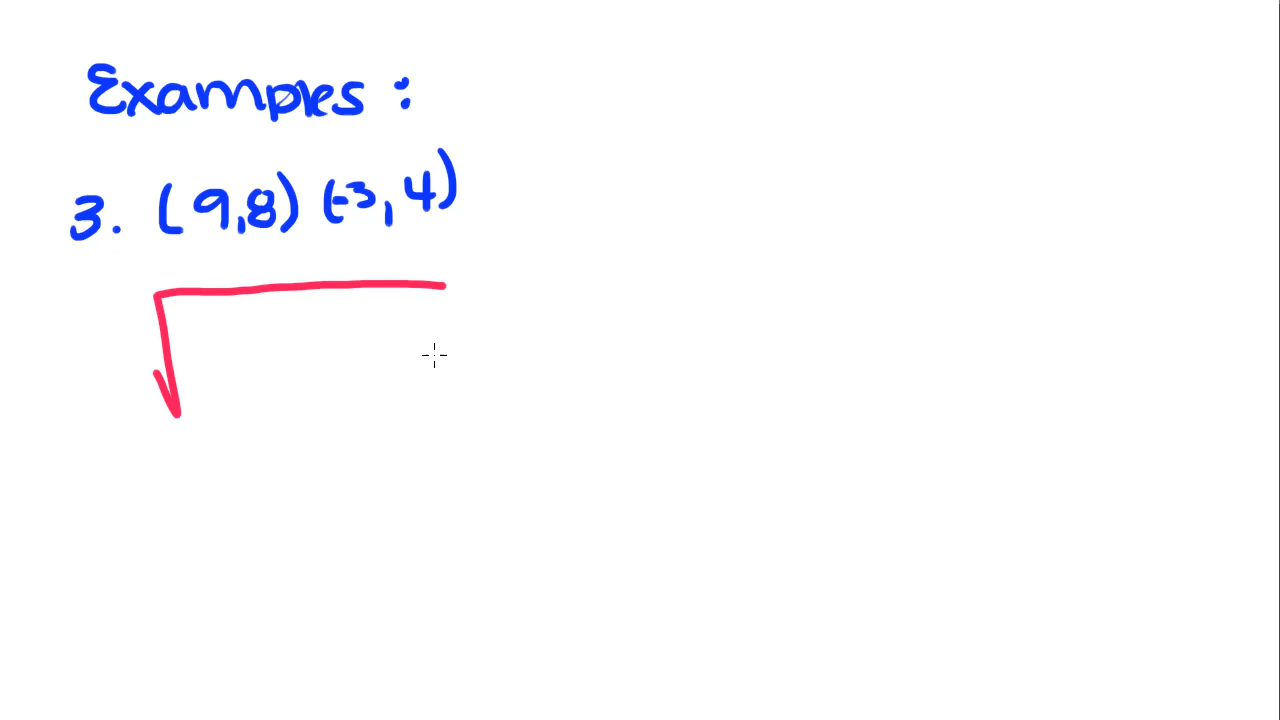 Examples :
3. (9,8) (-3, 4)
√